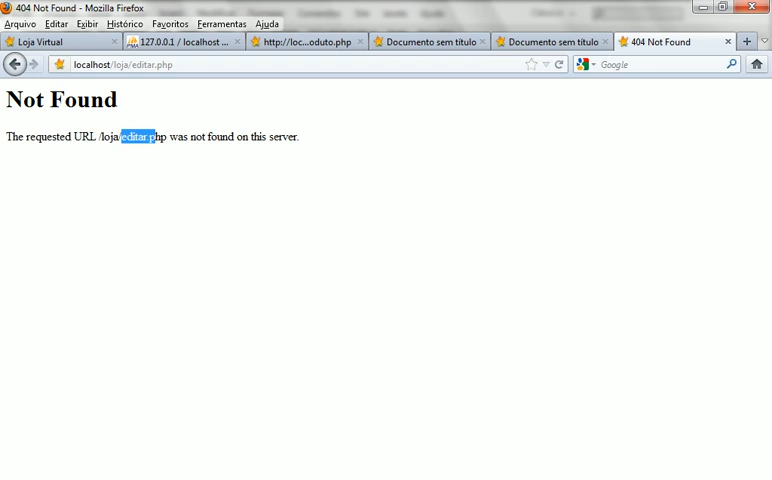 404 Not Found - Mozilla Firefox
Arquivo Editar Exibir Histórico Favoritos Ferramentas Ajuda
Loja Virtual 127.0.0.1 / localhost ... http://loc...oduto.php Documento sem título Documento sem título 404 Not Found
localhost/loja/editar.php Google
Not Found
The requested URL /loja/editar.php was not found on this server.